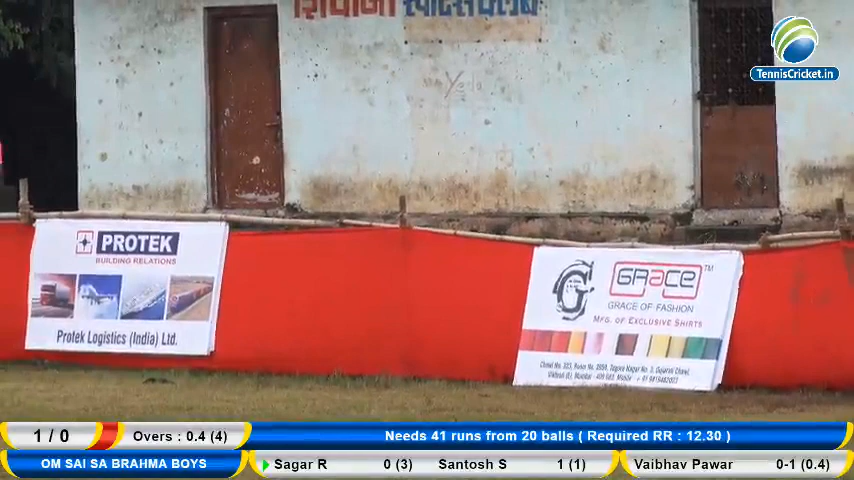 TennisCricket.in
Yoda
PROTEK
BUILDING RELATIONS
Protek Logistics (India) Ltd.
G
GRACE TM
GRACE OF FASHION
MFG. OF EXCLUSIVE SHIRTS
1 / 0
Overs : 0.4 (4)
Needs 41 runs from 20 balls ( Required RR : 12.30 )
OM SAI SA BRAHMA BOYS
Sagar R 0 (3) Santosh S 1 (1)
Vaibhav Pawar 0-1 (0.4)